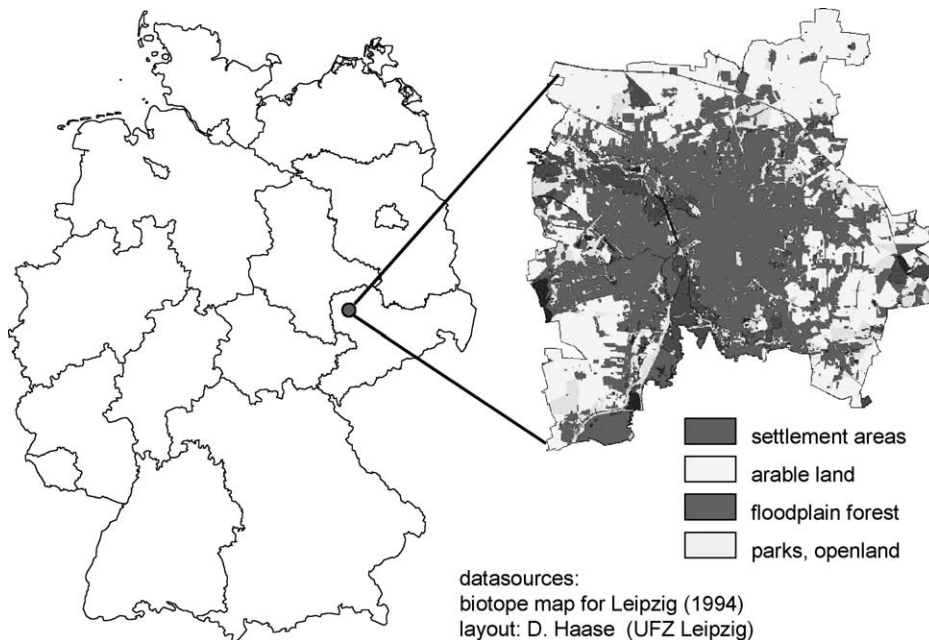 settlement areas
arable land
floodplain forest
parks, openland
datasources:
biotope map for Leipzig (1994)
layout: D. Haase (UFZ Leipzig)